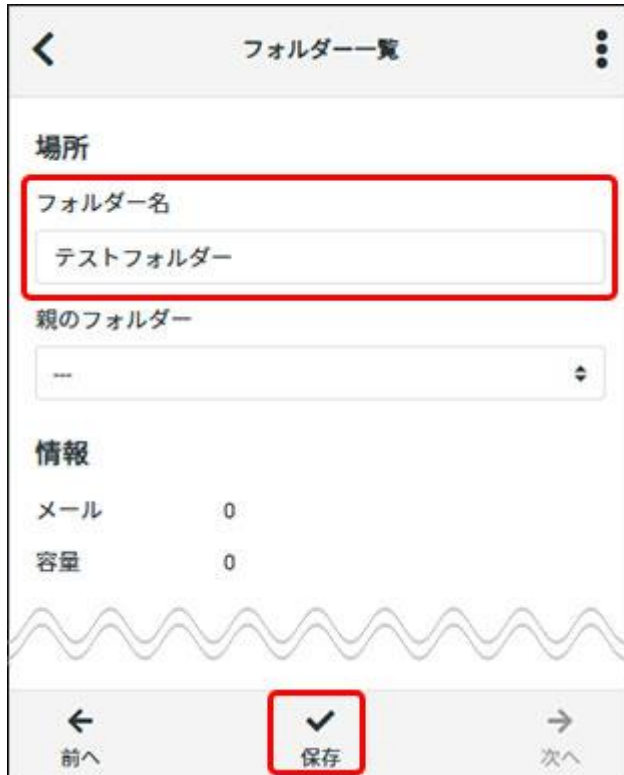 フォルダー一覧
場所
フォルダー名
テストフォルダー
親のフォルダー
---
情報
メール 0
容量 0
前へ 保存 次へ